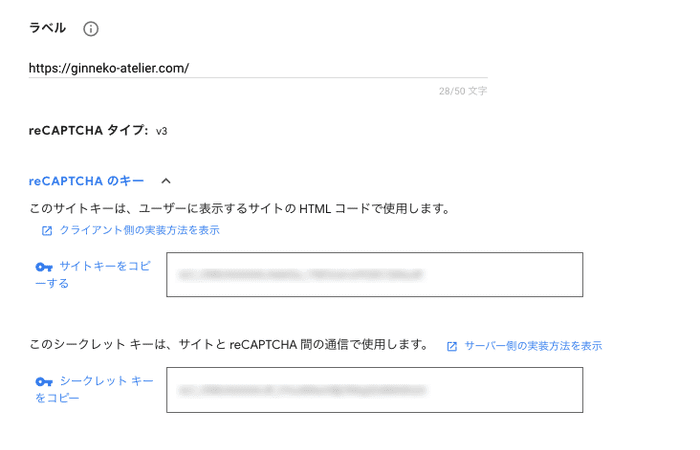 ラベル
https://ginneko-atelier.com/
28/50 文字
reCAPTCHA タイプ: v3
reCAPTCHA のキー
このサイトキーは、ユーザーに表示するサイトの HTML コードで使用します。
クライアント側の実装方法を表示
サイトキーをコピ
ーする
このシークレット キーは、サイトと reCAPTCHA 間の通信で使用します。 サーバー側の実装方法を表示
シークレット キー
をコピー